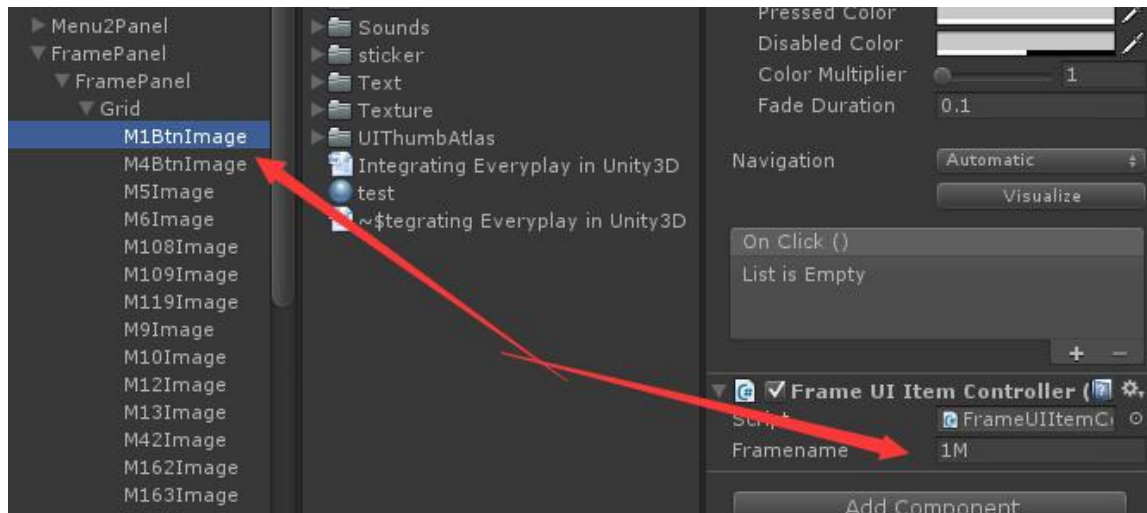 Menu2Panel
FramePanel
FramePanel
Grid
M1BtnImage
M4BtnImage
M5Image
M6Image
M108Image
M109Image
M119Image
M9Image
M10Image
M12Image
M13Image
M42Image
M162Image
M163Image
Sounds
sticker
Text
Texture
UIThumbAtlas
Integrating Everyplay in Unity3D
test
~$tegrating Everyplay in Unity3D
Pressed Color
Disabled Color
Color Multiplier 1
Fade Duration 0.1
Navigation Automatic
Visualize
On Click ()
List is Empty
+ −
Frame UI Item Controller (
Script FrameUIItemC
Framename 1M
Add Component